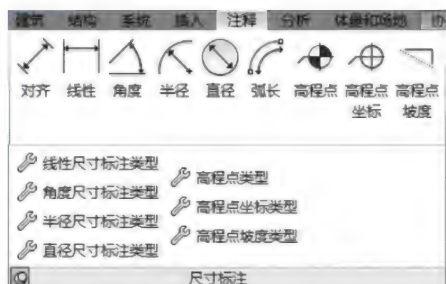 建筑 结构 系统 插入 注释 分析 体量和场地 协
对齐 线性 角度 半径 直径 弧长 高程点 高程点 高程点
坐标 坡度
线性尺寸标注类型
角度尺寸标注类型
半径尺寸标注类型
直径尺寸标注类型
高程点类型
高程点坐标类型
高程点坡度类型
尺寸标注